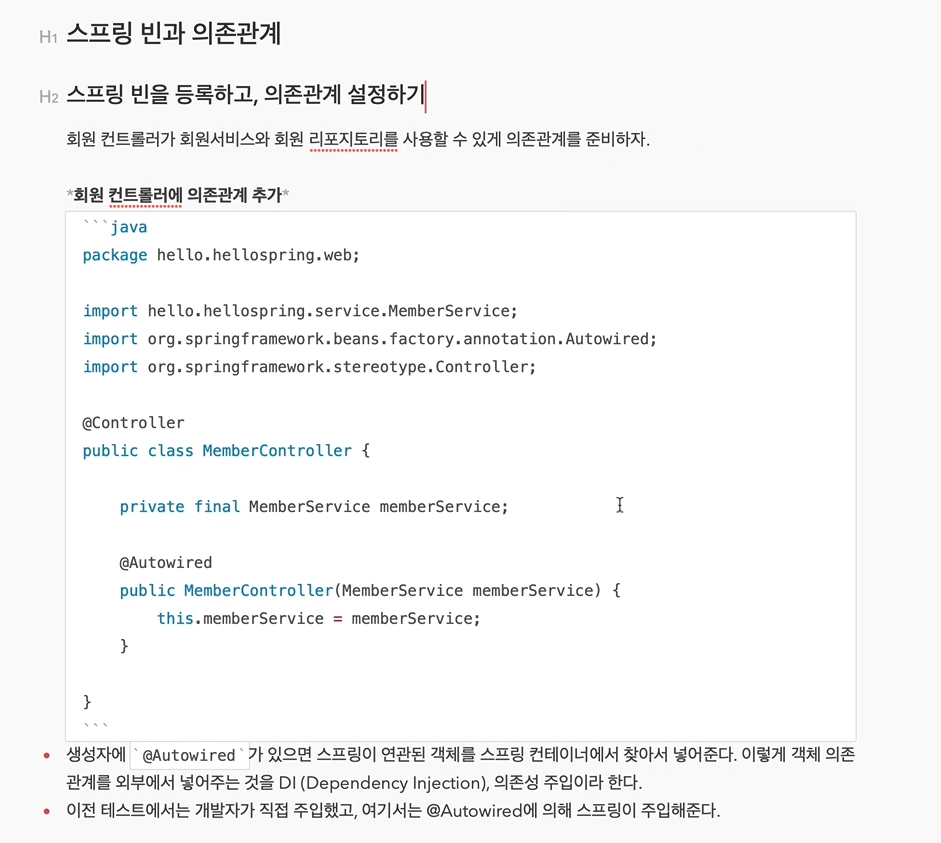 H1 스프링 빈과 의존관계
H2 스프링 빈을 등록하고, 의존관계 설정하기
회원 컨트롤러가 회원서비스와 회원 리포지토리를 사용할 수 있게 의존관계를 준비하자.
*회원 컨트롤러에 의존관계 추가*
```java
package hello.hellospring.web;
import hello.hellospring.service.MemberService;
import org.springframework.beans.factory.annotation.Autowired;
import org.springframework.stereotype.Controller;
@Controller
public class MemberController {
private final MemberService memberService;
@Autowired
public MemberController(MemberService memberService) {
this.memberService = memberService;
}
}
```
• 생성자에 `@Autowired`가 있으면 스프링이 연관된 객체를 스프링 컨테이너에서 찾아서 넣어준다. 이렇게 객체 의존
관계를 외부에서 넣어주는 것을 DI (Dependency Injection), 의존성 주입이라 한다.
• 이전 테스트에서는 개발자가 직접 주입했고, 여기서는 @Autowired에 의해 스프링이 주입해준다.